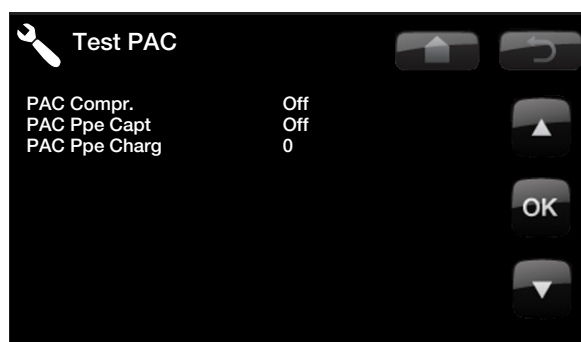 Test PAC
PAC Compr. Off
PAC Ppe Capt Off
PAC Ppe Charg 0
OK